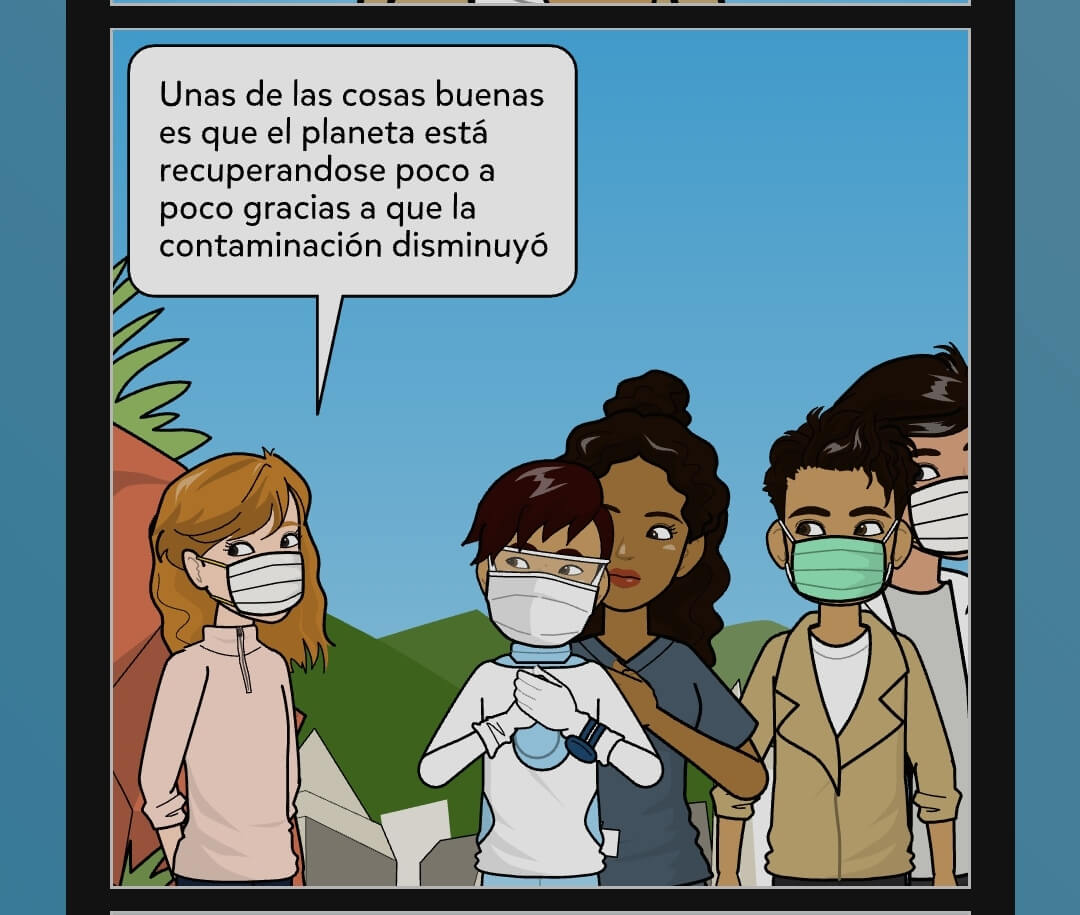 Unas de las cosas buenas
es que el planeta está
recuperandose poco a
poco gracias a que la
contaminación disminuyó